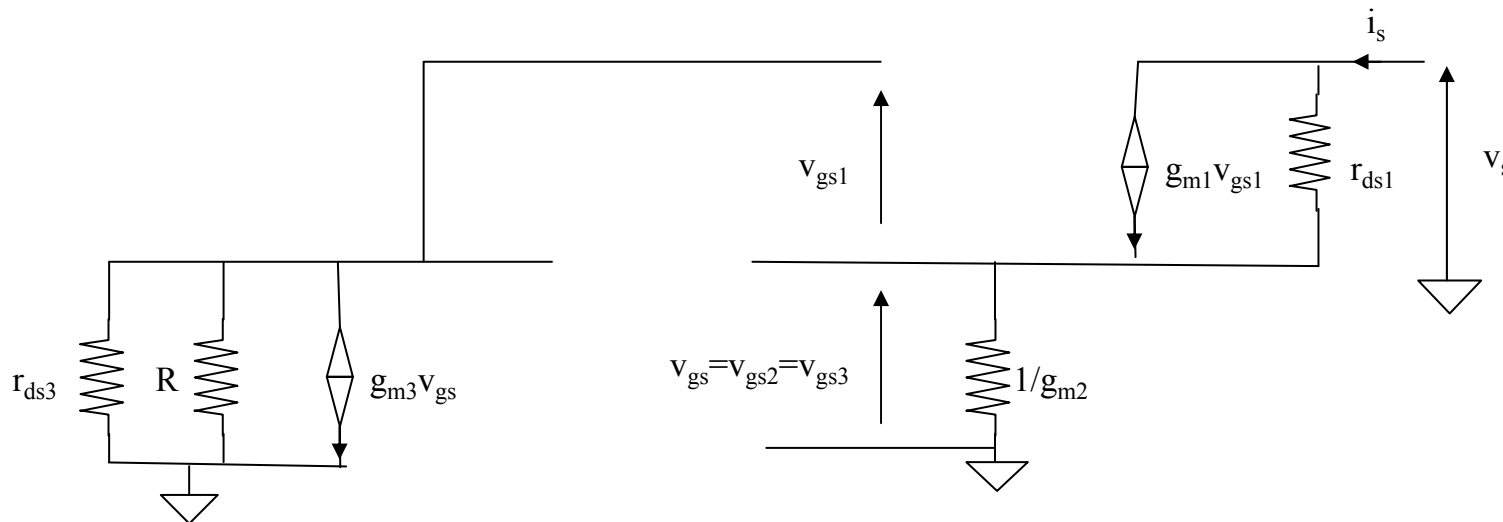 i_s
v_gs1
g_m1v_gs1
r_ds1
r_ds3
R
g_m3v_gs
v_gs=v_gs2=v_gs3
1/g_m2